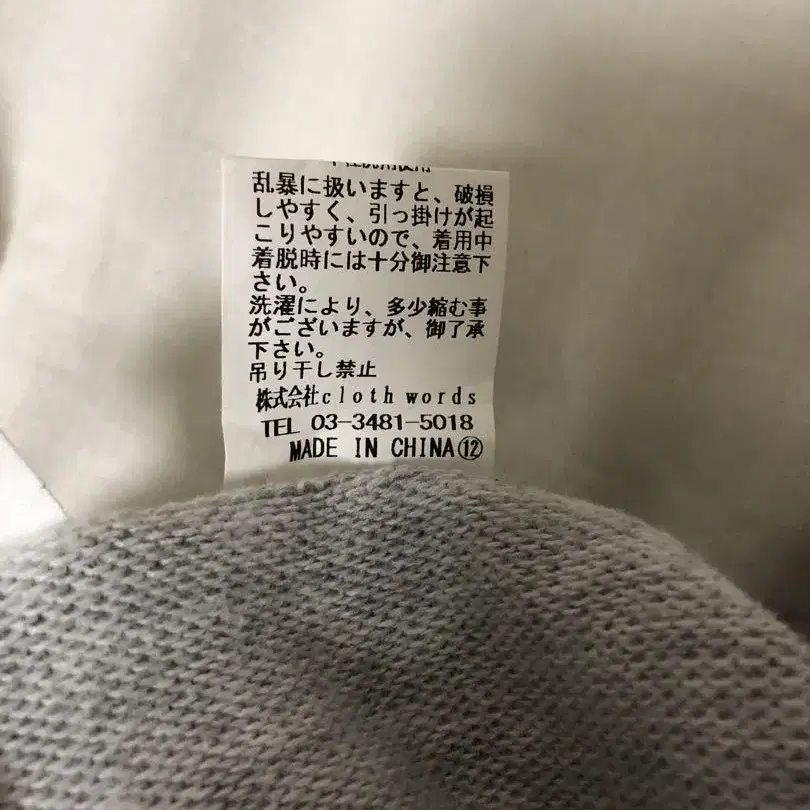 乱暴に扱いますと、破損
しやすく、引っ掛けが起
こりやすいので、着用中
着脱時には十分御注意下
さい。
洗濯により、多少縮む事
がございますが、御了承
下さい。
吊り干し禁止
株式会社cloth words
TEL 03-3481-5018
MADE IN CHINA⑫